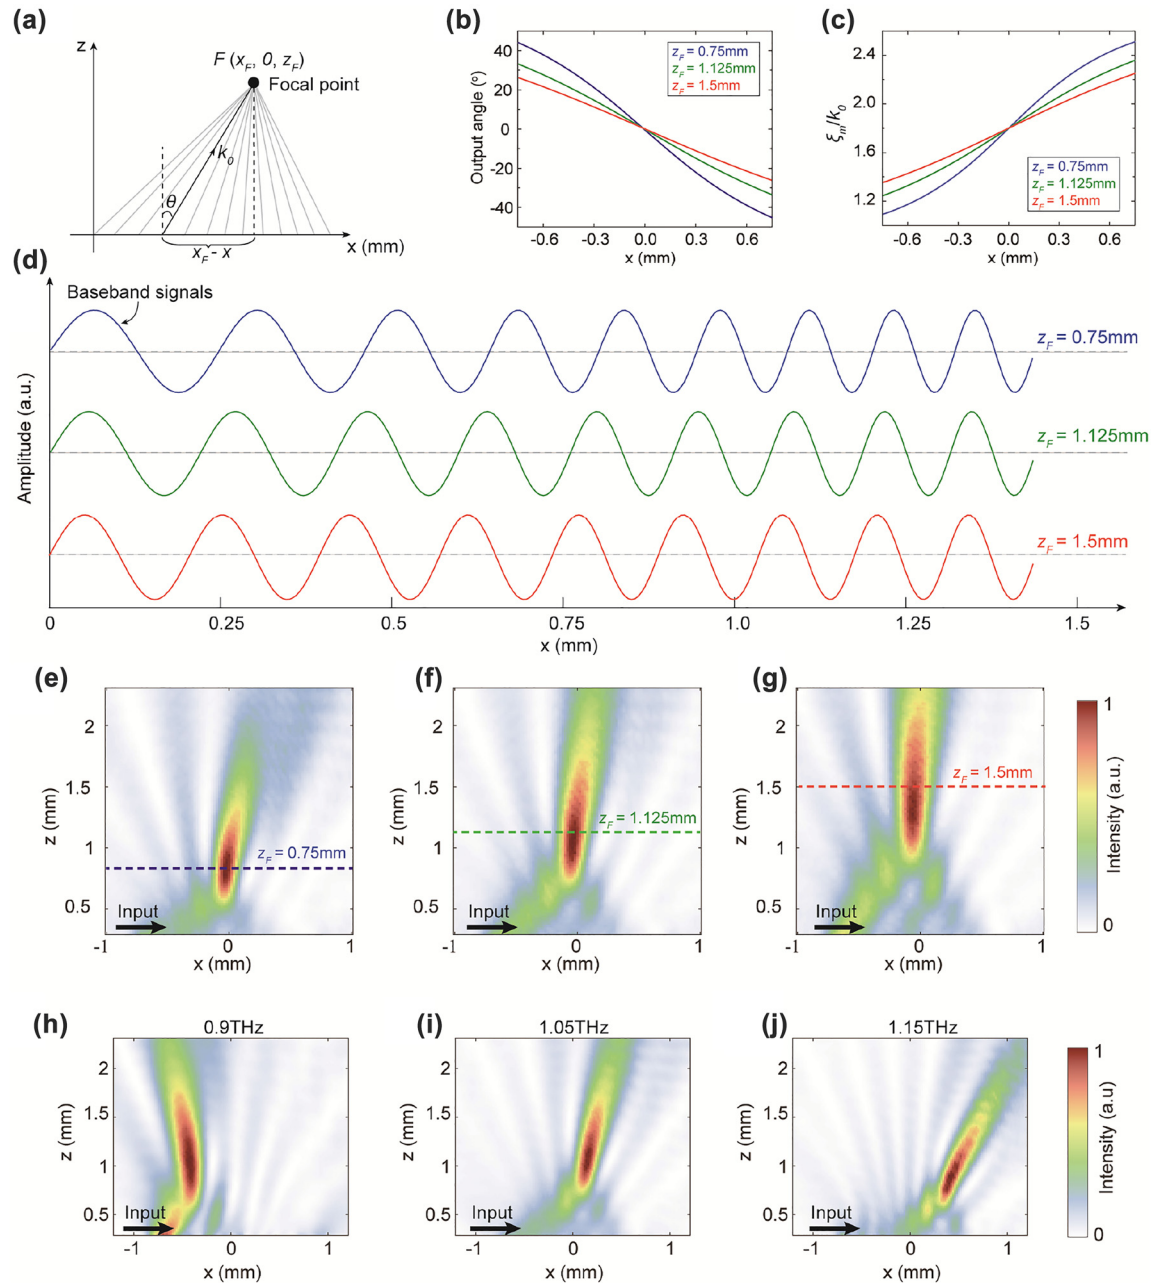 (a)
z
F (x_F, 0, z_F)
Focal point
k_0
θ
x (mm)
x_F - x
(b)
Output angle (º)
40
20
0
-20
-40
z_F = 0.75mm
z_F = 1.125mm
z_F = 1.5mm
-0.6 -0.3 0.0 0.3 0.6
x (mm)
(c)
ξ_m/k_0
2.4
2.0
1.6
1.2
z_F = 0.75mm
z_F = 1.125mm
z_F = 1.5mm
-0.6 -0.3 0.0 0.3 0.6
x (mm)
(d)
Baseband signals
Amplitude (a.u.)
z_F = 0.75mm
z_F = 1.125mm
z_F = 1.5mm
0 0.25 0.5 0.75 1.0 1.25 1.5
x (mm)
(e)
z (mm)
2
1.5
1
0.5
z_F = 0.75mm
Input
-1 0 1
x (mm)
(f)
z (mm)
2
1.5
1
0.5
z_F = 1.125mm
Input
-1 0 1
x (mm)
(g)
z (mm)
2
1.5
1
0.5
z_F = 1.5mm
Input
-1 0 1
x (mm)
1
0
Intensity (a.u.)
(h)
0.9THz
z (mm)
2
1.5
1
0.5
Input
-1 0 1
x (mm)
(i)
1.05THz
z (mm)
2
1.5
1
0.5
Input
-1 0 1
x (mm)
(j)
1.15THz
z (mm)
2
1.5
1
0.5
Input
-1 0 1
x (mm)
1
0
Intensity (a.u)